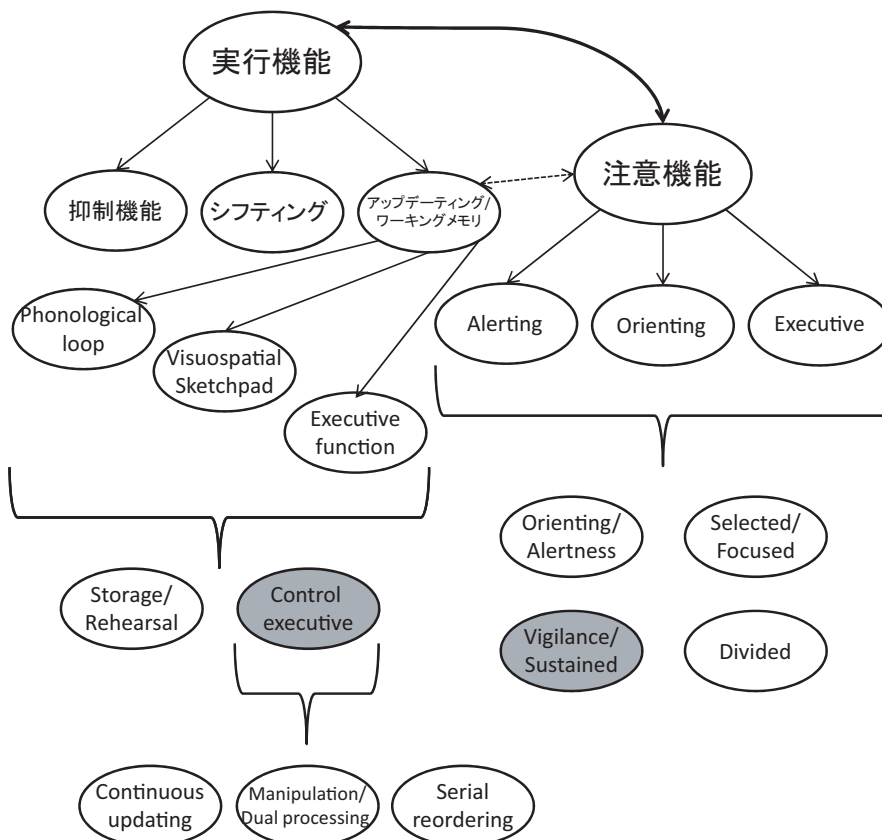 実行機能
注意機能
抑制機能
シフティング
アップデーティング/
ワーキングメモリ
Phonological
loop
Visuospatial
Sketchpad
Executive
function
Alerting
Orienting
Executive
Storage/
Rehearsal
Control
executive
Orienting/
Alertness
Selected/
Focused
Vigilance/
Sustained
Divided
Continuous
updating
Manipulation/
Dual processing
Serial
reordering